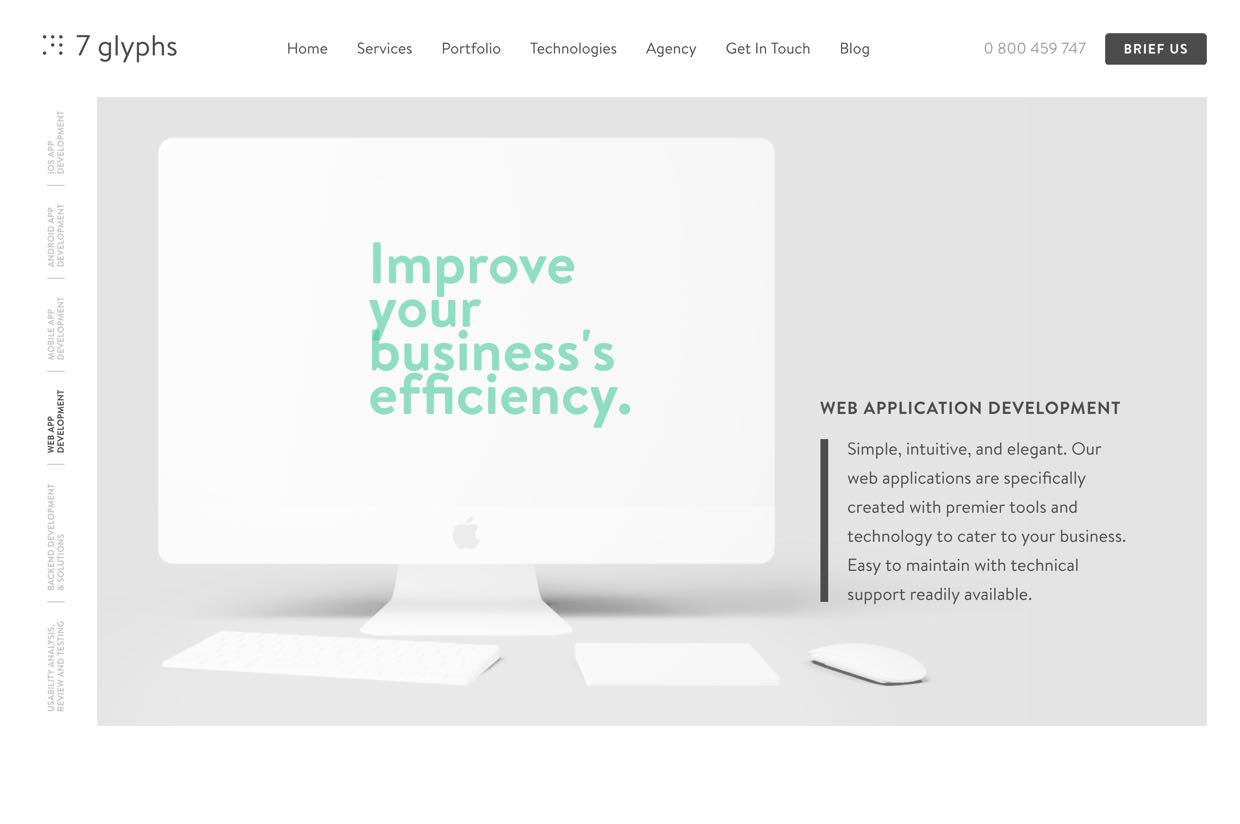 7 glyphs
Home
Services
Portfolio
Technologies
Agency
Get In Touch
Blog
0 800 459 747
BRIEF US
IOS APP
DEVELOPMENT
ANDROID APP
DEVELOPMENT
MOBILE APP
DEVELOPMENT
WEB APP
DEVELOPMENT
BACKEND DEVELOPMENT
& SOLUTIONS
USABILITY ANALYSIS,
REVIEW AND TESTING
Improve
your
business's
efficiency.
WEB APPLICATION DEVELOPMENT
Simple, intuitive, and elegant. Our
web applications are specifically
created with premier tools and
technology to cater to your business.
Easy to maintain with technical
support readily available.